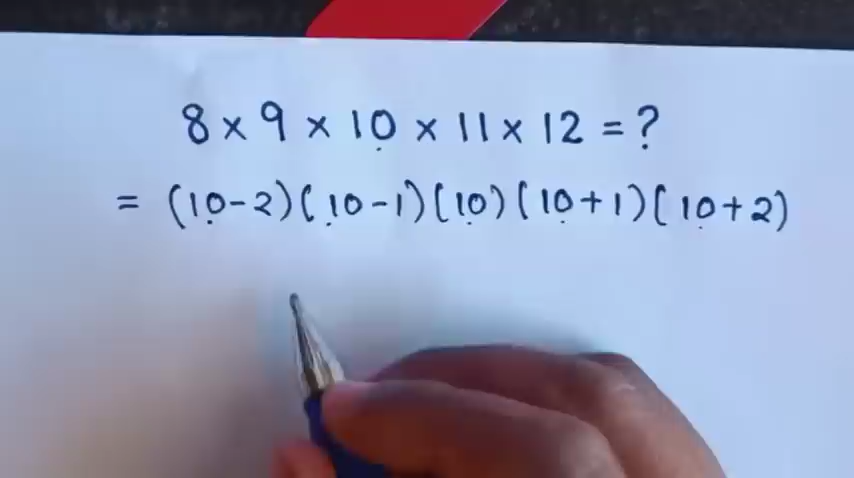 8 × 9 × 10 × 11 × 12 = ?
= (10-2)(10-1)(10)(10+1)(10+2)